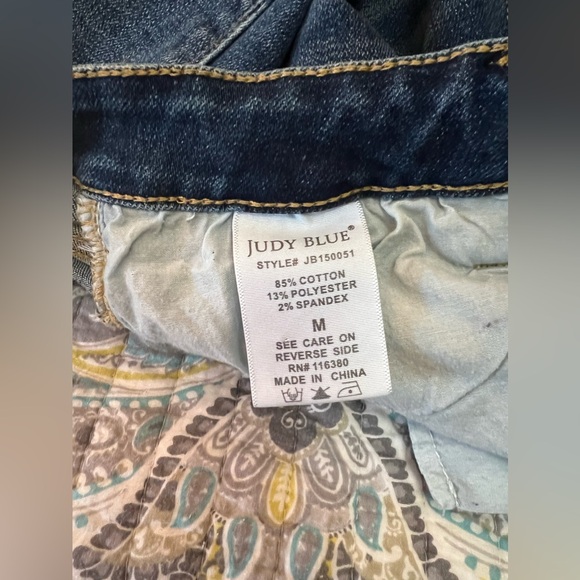 JUDY BLUE®
STYLE# JB150051
85% COTTON
13% POLYESTER
2% SPANDEX
M
SEE CARE ON
REVERSE SIDE
RN# 116380
MADE IN CHINA